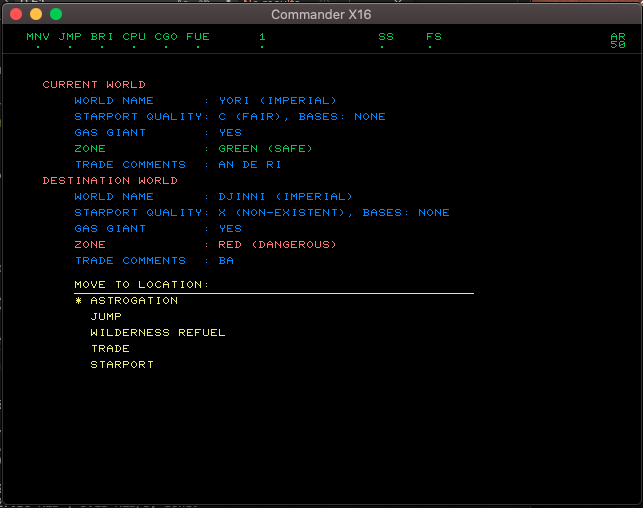 Commander X16
MNV JMP BRI CPU CGO FUE 1 SS FS AR
50
CURRENT WORLD
WORLD NAME : YORI (IMPERIAL)
STARPORT QUALITY: C (FAIR), BASES: NONE
GAS GIANT : YES
ZONE : GREEN (SAFE)
TRADE COMMENTS : AN DE RI
DESTINATION WORLD
WORLD NAME : DJINNI (IMPERIAL)
STARPORT QUALITY: X (NON-EXISTENT), BASES: NONE
GAS GIANT : YES
ZONE : RED (DANGEROUS)
TRADE COMMENTS : BA
MOVE TO LOCATION:
* ASTROGATION
JUMP
WILDERNESS REFUEL
TRADE
STARPORT